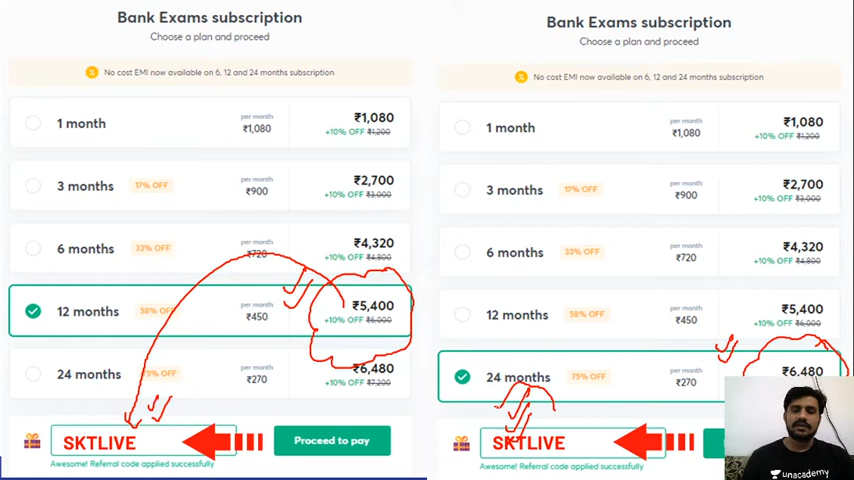 Bank Exams subscription
Choose a plan and proceed
No cost EMI now available on 6, 12 and 24 months subscription
1 month
per month
₹1,080
₹1,080
+10% OFF ₹1,200
3 months
17% OFF
per month
₹900
₹2,700
+10% OFF ₹3,000
6 months
33% OFF
per month
₹720
₹4,320
+10% OFF ₹4,800
12 months
58% OFF
per month
₹450
₹5,400
+10% OFF ₹6,000
24 months
75% OFF
per month
₹270
₹6,480
+10% OFF ₹7,200
SKTLIVE
Proceed to pay
Awesome! Referral code applied successfully
Bank Exams subscription
Choose a plan and proceed
No cost EMI now available on 6, 12 and 24 months subscription
1 month
per month
₹1,080
₹1,080
+10% OFF ₹1,200
3 months
17% OFF
per month
₹900
₹2,700
+10% OFF ₹3,000
6 months
33% OFF
per month
₹720
₹4,320
+10% OFF ₹4,800
12 months
58% OFF
per month
₹450
₹5,400
+10% OFF ₹6,000
24 months
75% OFF
per month
₹270
₹6,480
SKTLIVE
Awesome! Referral code applied successfully
unacademy